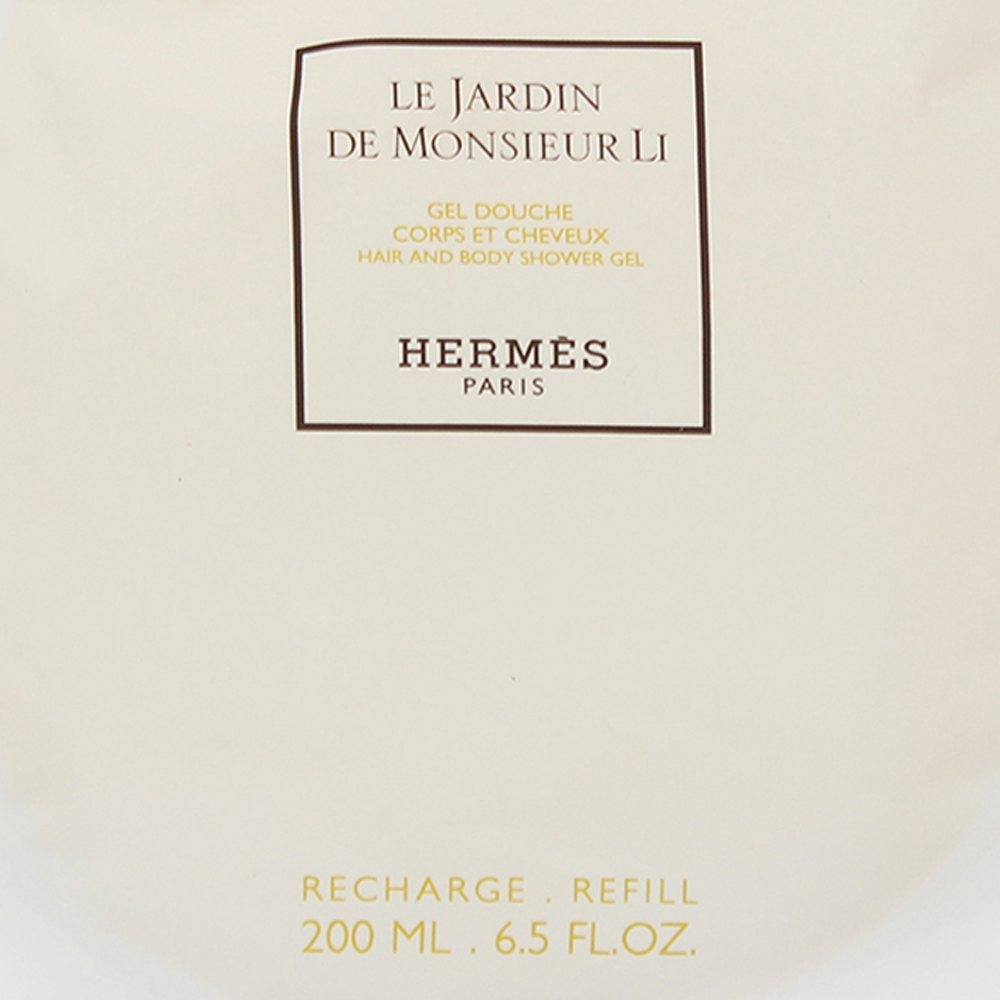 LE JARDIN
DE MONSIEUR LI
GEL DOUCHE
CORPS ET CHEVEUX
HAIR AND BODY SHOWER GEL
HERMÈS
PARIS
RECHARGE . REFILL
200 ML . 6.5 FL.OZ.